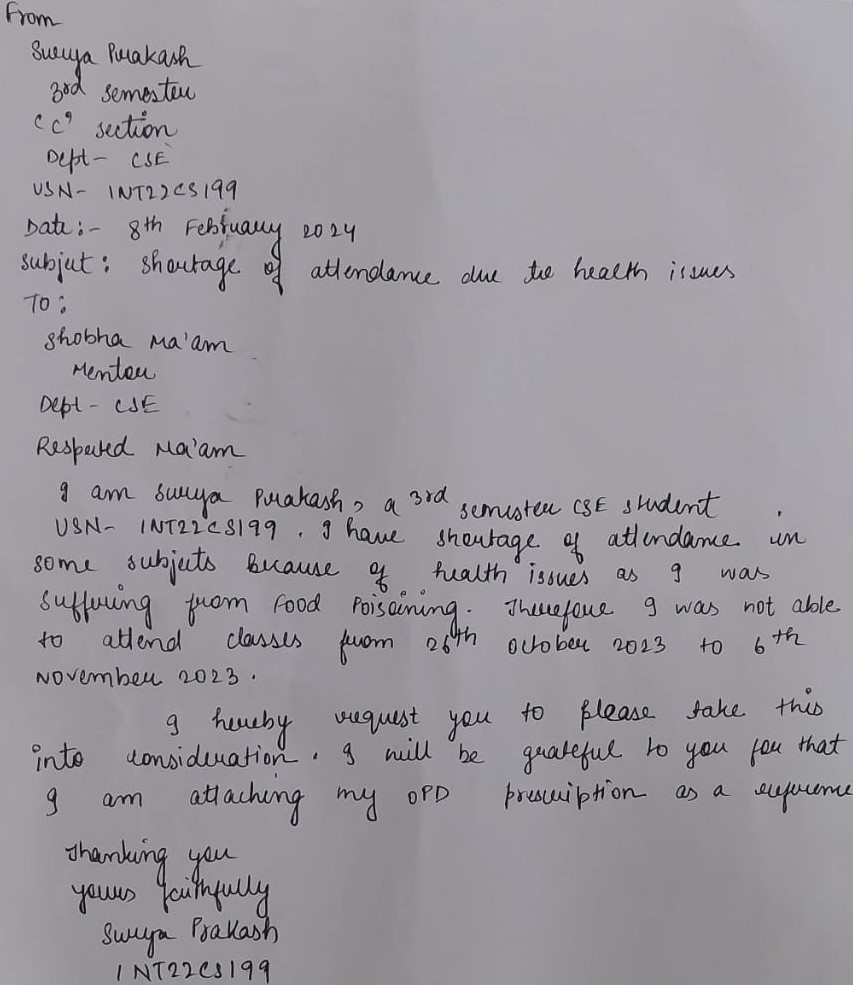 From
Surya Prakash
3rd semester
'C' section
Dept- CSE
USN- 1NT22CS199
Date:- 8th February 2024
Subject: shortage of attendance due to health issues
TO:
Shobha Ma'am
Mentor
Dept- CSE
Respected Ma'am
I am Surya Prakash, a 3rd semester CSE student
USN- 1NT22CS199. I have shortage of attendance in
some subjects because of health issues as I was
suffering from Food Poisoining. Therefore I was not able
to attend classes from 26th October 2023 to 6th
November 2023.
I hereby request you to please take this
into consideration. I will be grateful to you for that
I am attaching my OPD prescription as a reference
Thanking you
yours faithfully
Surya Prakash
1NT22CS199